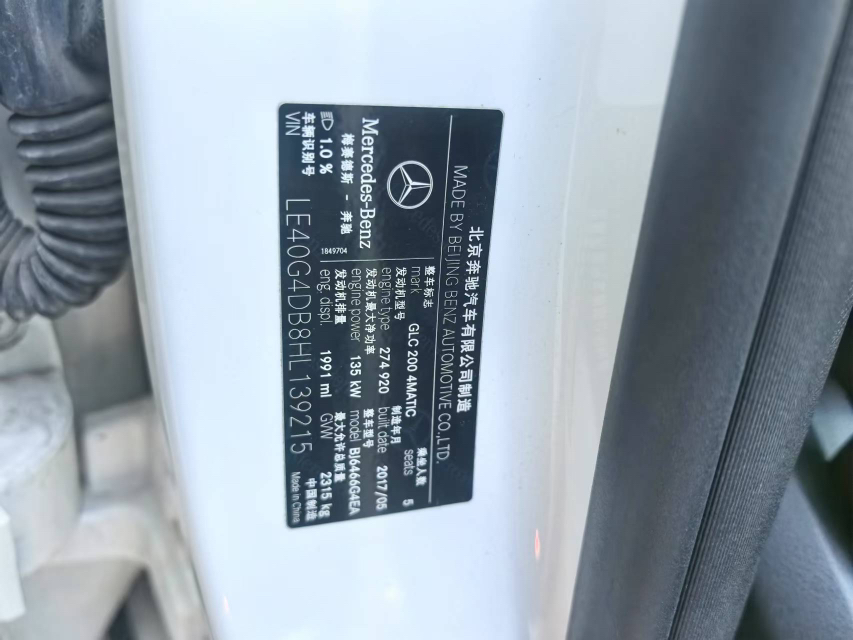 北京奔驰汽车有限公司制造
MADE BY BEIJING BENZ AUTOMOTIVE CO.,LTD.
Mercedes-Benz
梅赛德斯 - 奔驰
1.0 %
1849704
整车标志 乘坐人数
mark GLC 200 4MATIC seats 5
发动机型号 制造年月
engine type 274 920 built date 2017/05
发动机最大净功率 整车型号
engine power 135 kW model BJ6466G4EA
发动机排量 最大允许总质量
eng. displ. 1991 ml GVW 2315 kg
车辆识别号 中国制造
VIN LE40G4DB8HL139215 Made in China